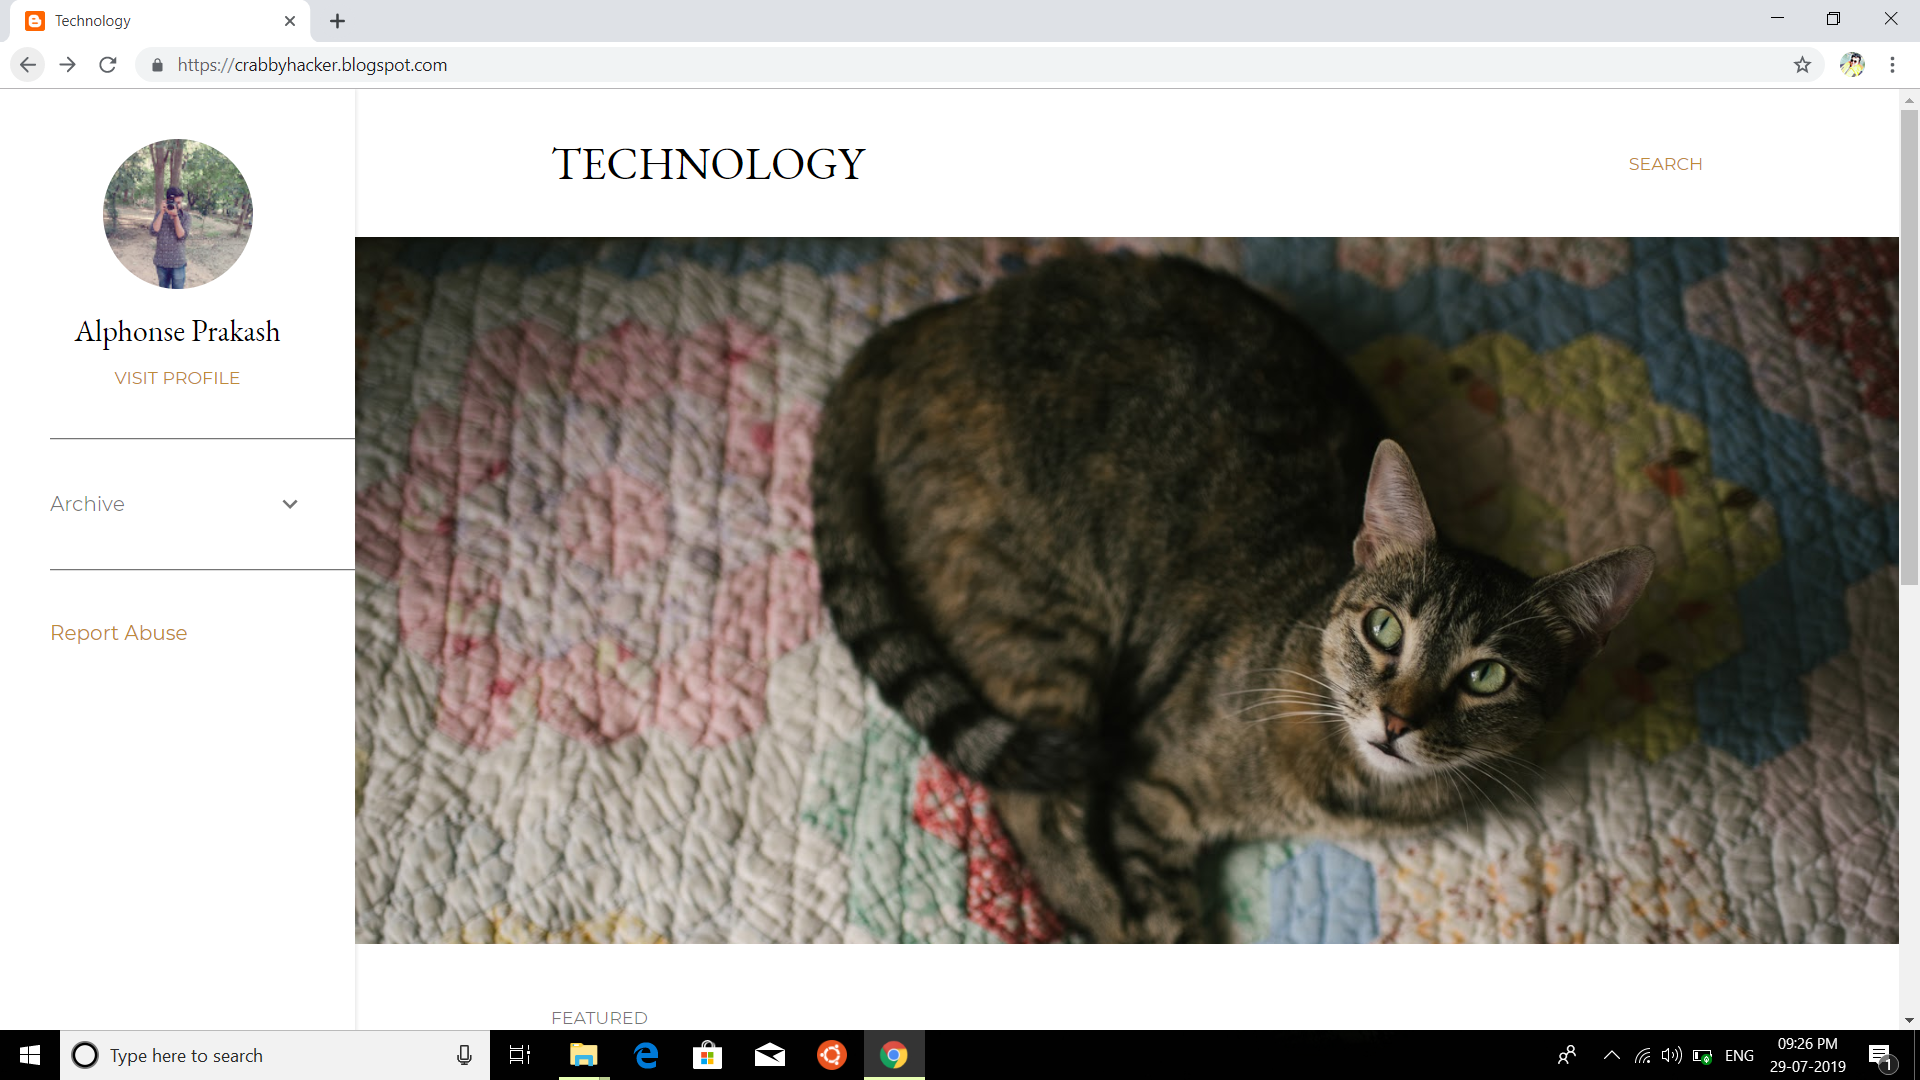 Technology
https://crabbyhacker.blogspot.com
TECHNOLOGY
SEARCH
Alphonse Prakash
VISIT PROFILE
Archive
Report Abuse
FEATURED
Type here to search
ENG
09:26 PM
29-07-2019
1